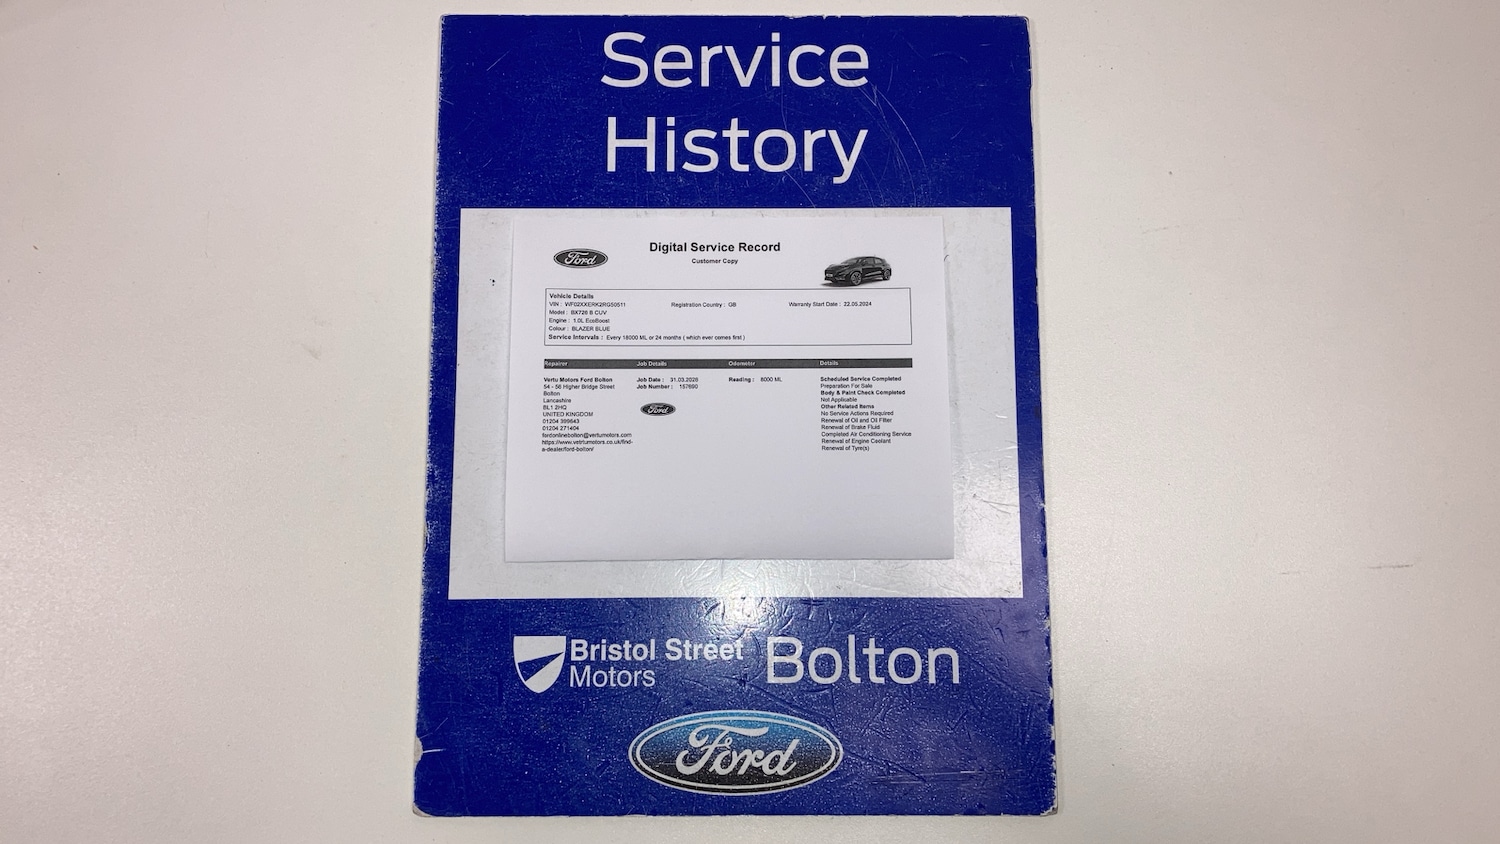 Service
History
Ford
Digital Service Record
Customer Copy
Vehicle Details
VIN : WF02XXERK2RG50511
Registration Country : GB
Warranty Start Date : 22.05.2024
Model : BX726 B CUV
Engine : 1.0L EcoBoost
Colour : BLAZER BLUE
Service Intervals : Every 18000 ML or 24 months ( which ever comes first )
Repairer Job Details Odometer Details
Vertu Motors Ford Bolton
54 - 56 Higher Bridge Street
Bolton
Lancashire
BL1 2HQ
UNITED KINGDOM
01204 399643
01204 271404
fordonlinebolton@vertumotors.com
https://www.vertumotors.co.uk/find-
a-dealer/ford-bolton/
Job Date : 31.03.2026
Job Number : 157690
Ford
Reading : 8000 ML
Scheduled Service Completed
Preparation For Sale
Body & Paint Check Completed
Not Applicable
Other Related Items
No Service Actions Required
Renewal of Oil and Oil Filter
Renewal of Brake Fluid
Completed Air Conditioning Service
Renewal of Engine Coolant
Renewal of Tyre(s)
Bristol Street
Motors
Bolton
Ford